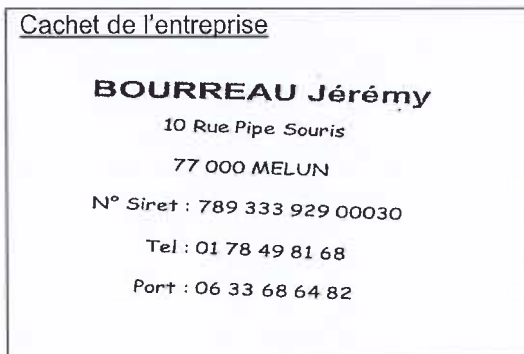 Cachet de l'entreprise
BOURREAU Jérémy
10 Rue Pipe Souris
77 000 MELUN
N° Siret : 789 333 929 00030
Tel : 01 78 49 81 68
Port : 06 33 68 64 82